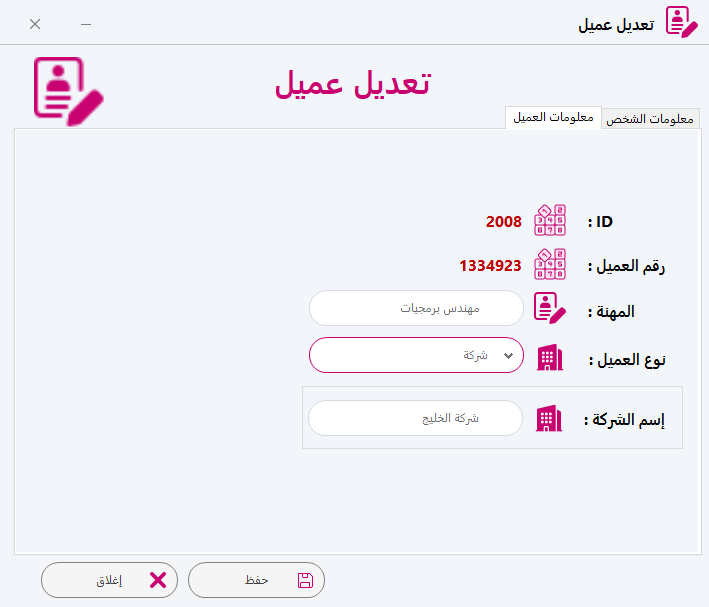 تعديل عميل
تعديل عميل
معلومات الشخص
معلومات العميل
ID : 2008
رقم العميل : 1334923
المهنة : مهندس برمجيات
نوع العميل : شركة
إسم الشركة : شركة الخليج
حفظ
إغلاق